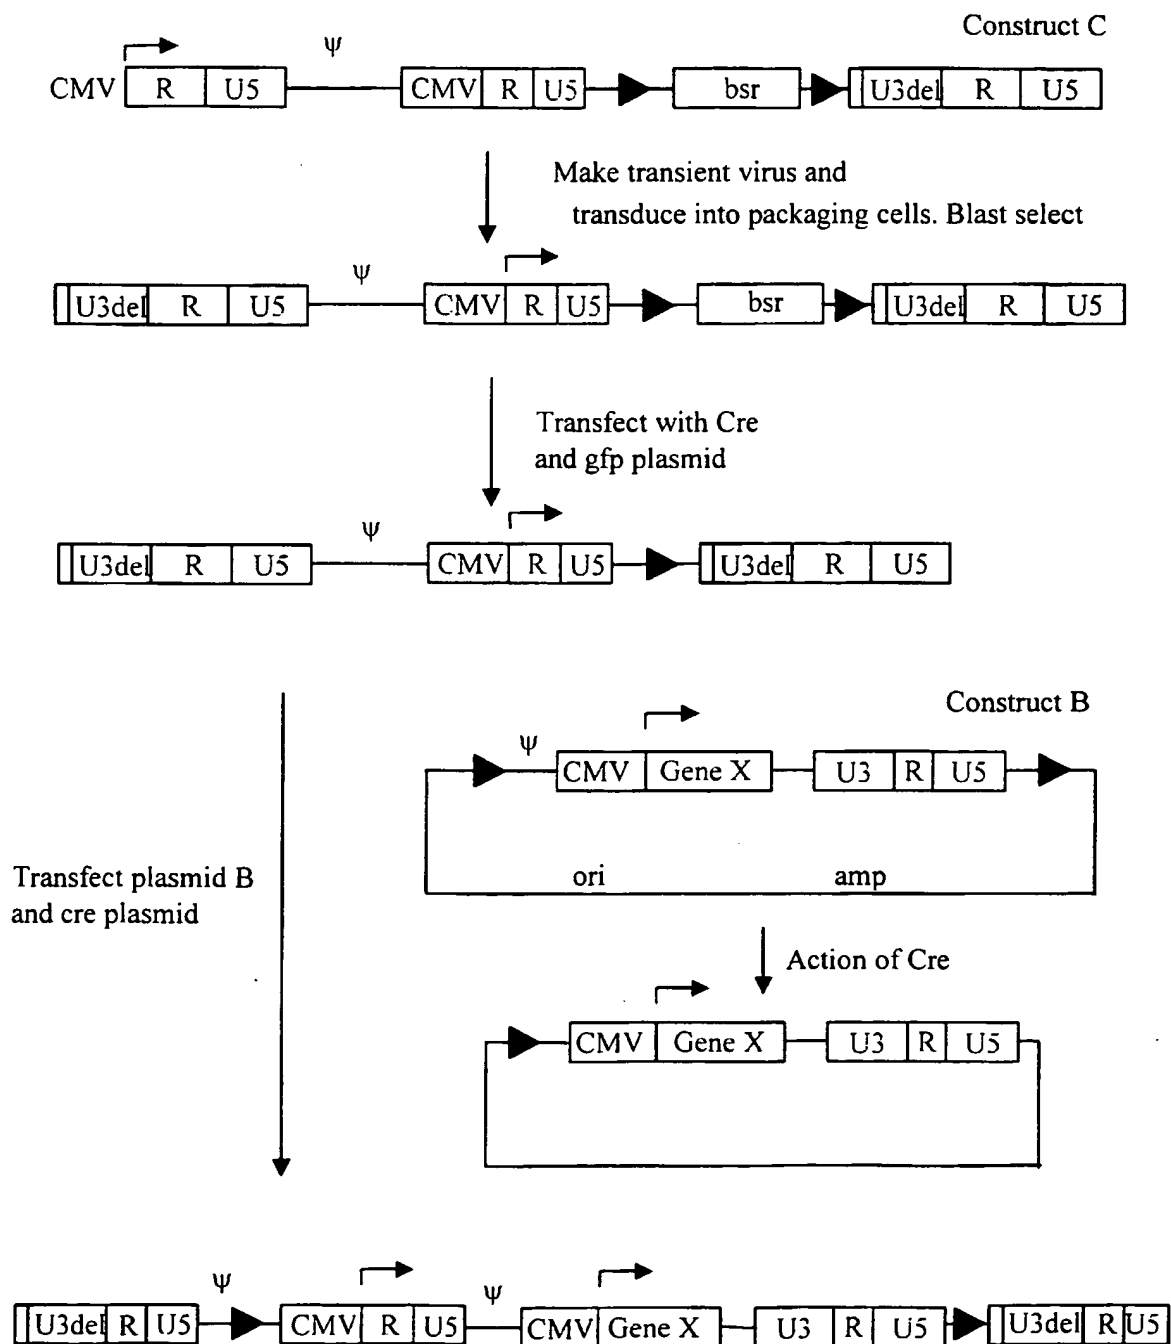 Construct C
ψ
CMV R U5 CMV R U5 bsr U3del R U5
Make transient virus and
transduce into packaging cells. Blast select
ψ
U3del R U5 CMV R U5 bsr U3del R U5
Transfect with Cre
and gfp plasmid
ψ
U3del R U5 CMV R U5 U3del R U5
Construct B
ψ
CMV Gene X U3 R U5
ori amp
Transfect plasmid B
and cre plasmid
Action of Cre
CMV Gene X U3 R U5
ψ ψ
U3del R U5 CMV R U5 CMV Gene X U3 R U5 U3del R U5